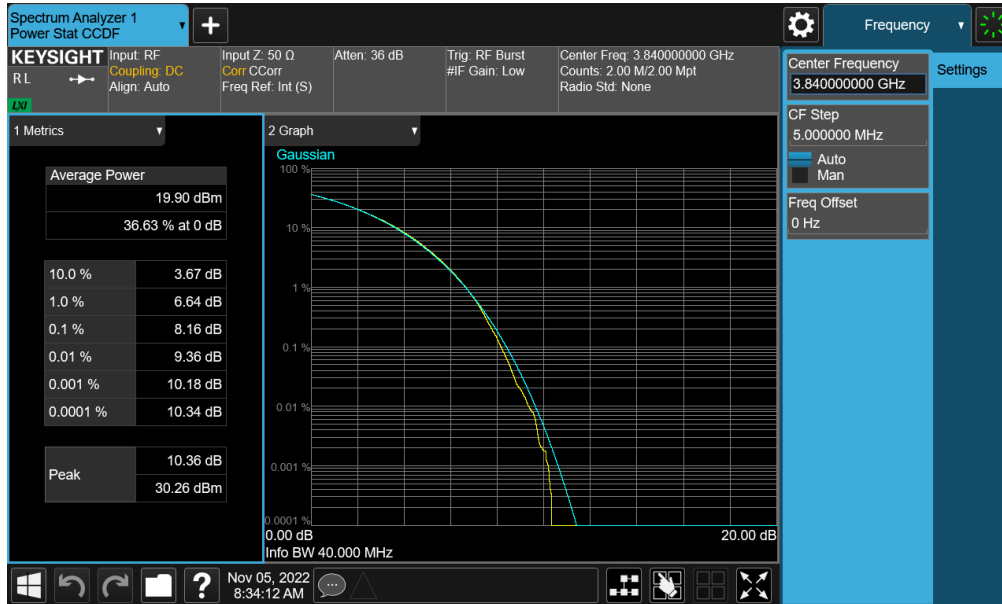 Spectrum Analyzer 1
Power Stat CCDF
+
Frequency
KEYSIGHT
R L
LXI
Input: RF
Coupling: DC
Align: Auto
Input Z: 50 Ω
Corr CCorr
Freq Ref: Int (S)
Atten: 36 dB
Trig: RF Burst
#IF Gain: Low
Center Freq: 3.840000000 GHz
Counts: 2.00 M/2.00 Mpt
Radio Std: None
Center Frequency
3.840000000 GHz
Settings
CF Step
5.000000 MHz
Auto
Man
Freq Offset
0 Hz
1 Metrics
Average Power
19.90 dBm
36.63 % at 0 dB
10.0 % 3.67 dB
1.0 % 6.64 dB
0.1 % 8.16 dB
0.01 % 9.36 dB
0.001 % 10.18 dB
0.0001 % 10.34 dB
Peak 10.36 dB
30.26 dBm
2 Graph
Gaussian
100 %
10 %
1 %
0.1 %
0.01 %
0.001 %
0.0001 %
0.00 dB 20.00 dB
Info BW 40.000 MHz
?
Nov 05, 2022
8:34:12 AM